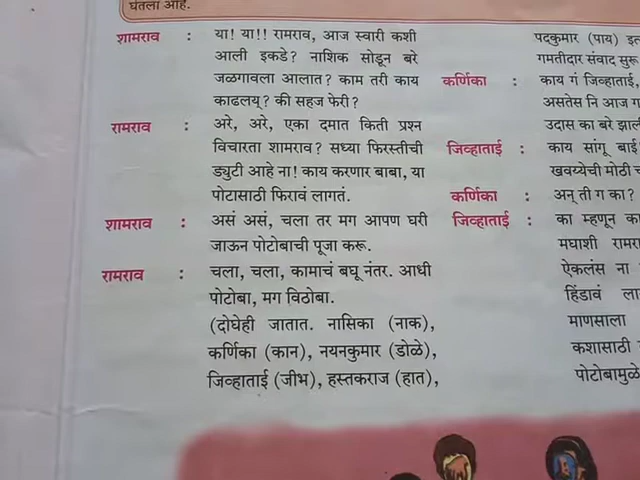 घेतला आहे.
शामराव : या! या!! रामराव, आज स्वारी कशी
आली इकडे? नाशिक सोडून बरे
जळगावला आलात? काम तरी काय
काढलय्? की सहज फेरी?
रामराव : अरे, अरे, एका दमात किती प्रश्न
विचारता शामराव? सध्या फिरस्तीची
ड्युटी आहे ना! काय करणार बाबा, या
पोटासाठी फिरावं लागतं.
शामराव : असं असं, चला तर मग आपण घरी
जाऊन पोटोबाची पूजा करू.
रामराव : चला, चला, कामाचं बघू नंतर. आधी
पोटोबा, मग विठोबा.
(दोघेही जातात. नासिका (नाक),
कर्णिका (कान), नयनकुमार (डोळे),
जिव्हाताई (जीभ), हस्तकराज (हात),
पदकुमार (पाय)
गमतीदार संवाद सुरू
कर्णिका : काय गं जिव्हाताई,
असतेस नि आज
उदास का बरे
जिव्हाताई : काय सांगू बाई
खवय्येची मोठी
कर्णिका : अन् ती ग का?
जिव्हाताई : का म्हणून
मघाशी
ऐकलंस ना
हिंडावं
माणसाला
कशासाठी
पोटोबामुळे